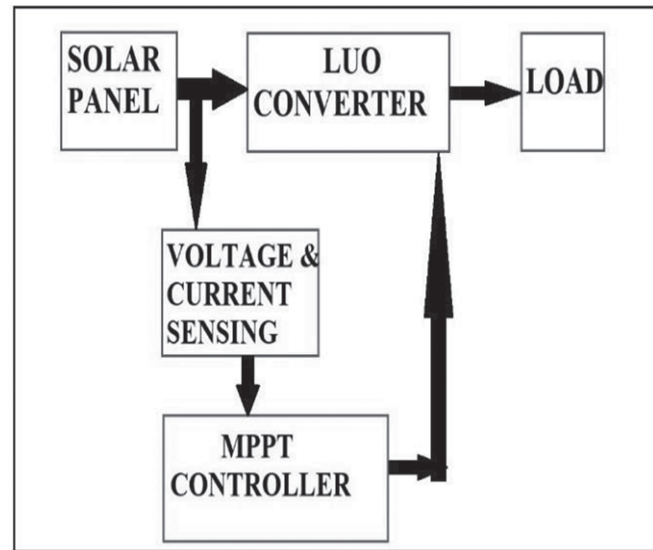 SOLAR
PANEL
LUO
CONVERTER
LOAD
VOLTAGE &
CURRENT
SENSING
MPPT
CONTROLLER